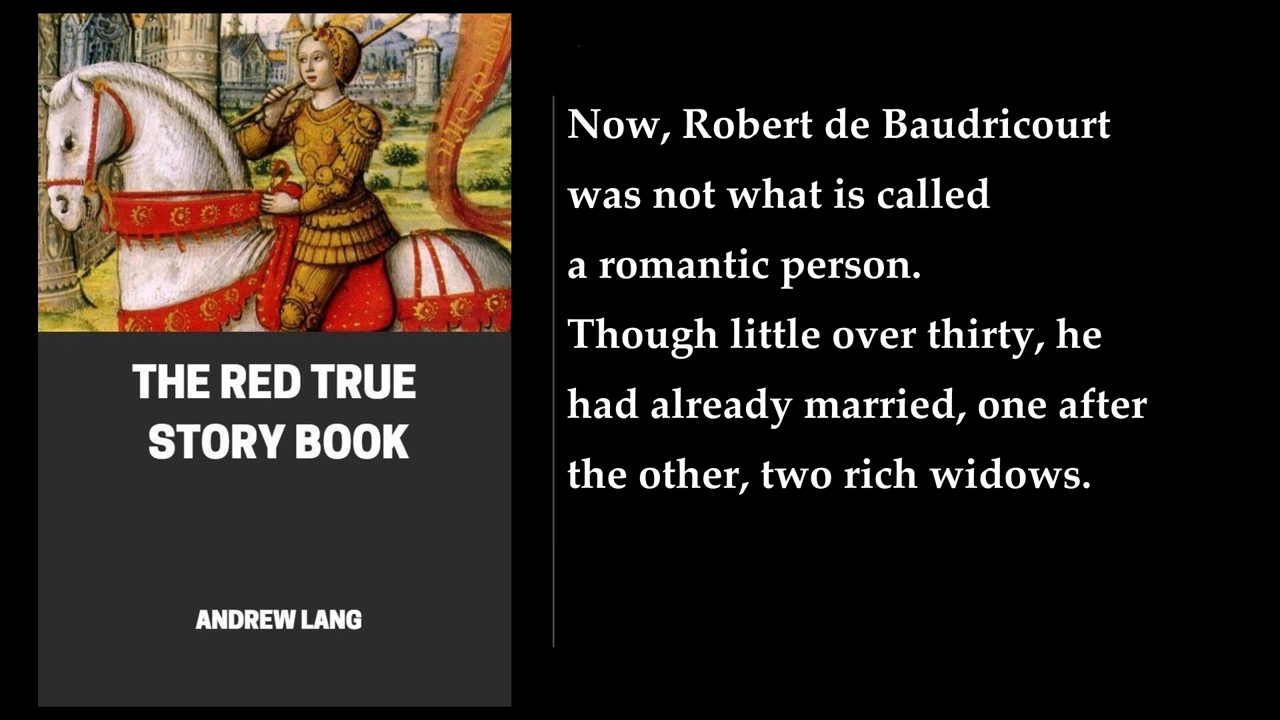 THE RED TRUE
STORY BOOK
ANDREW LANG
Now, Robert de Baudricourt
was not what is called
a romantic person.
Though little over thirty, he
had already married, one after
the other, two rich widows.